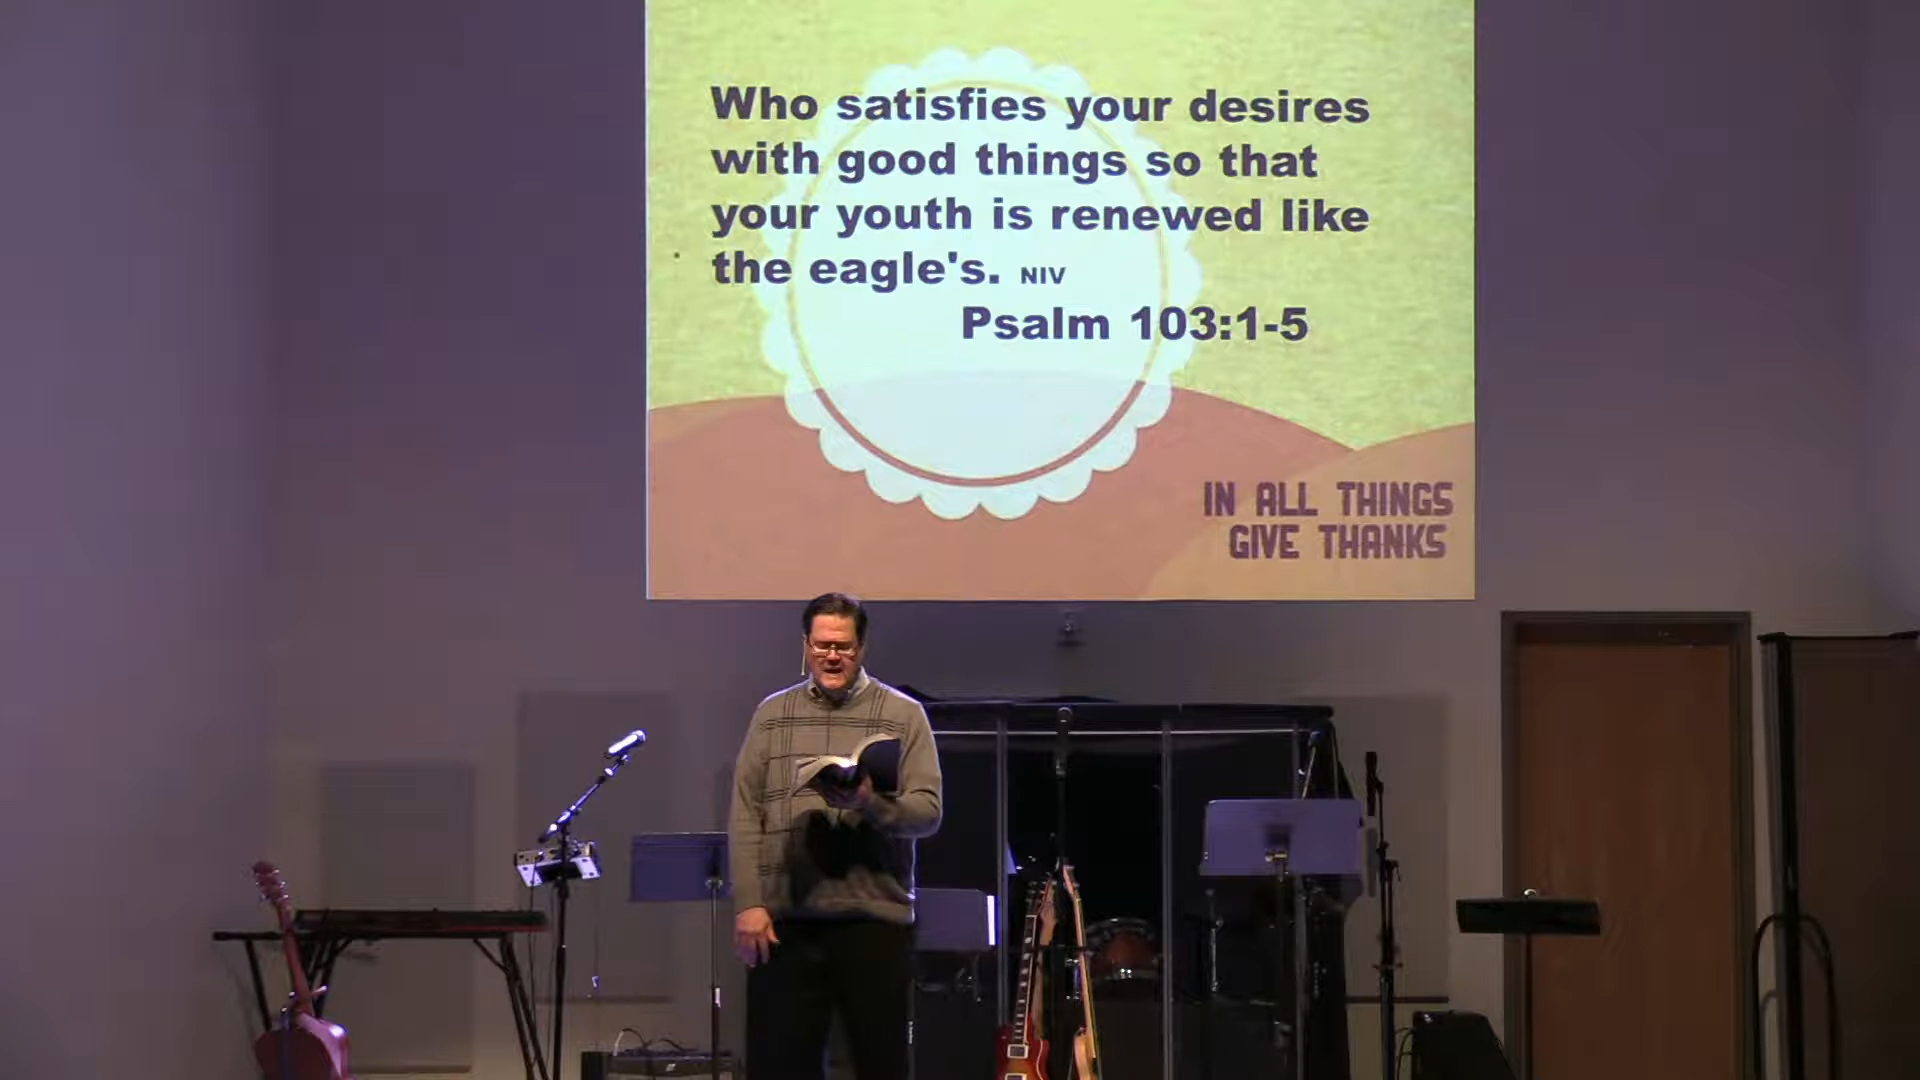 Who satisfies your desires
with good things so that
your youth is renewed like
the eagle's. NIV
Psalm 103:1-5
IN ALL THINGS
GIVE THANKS